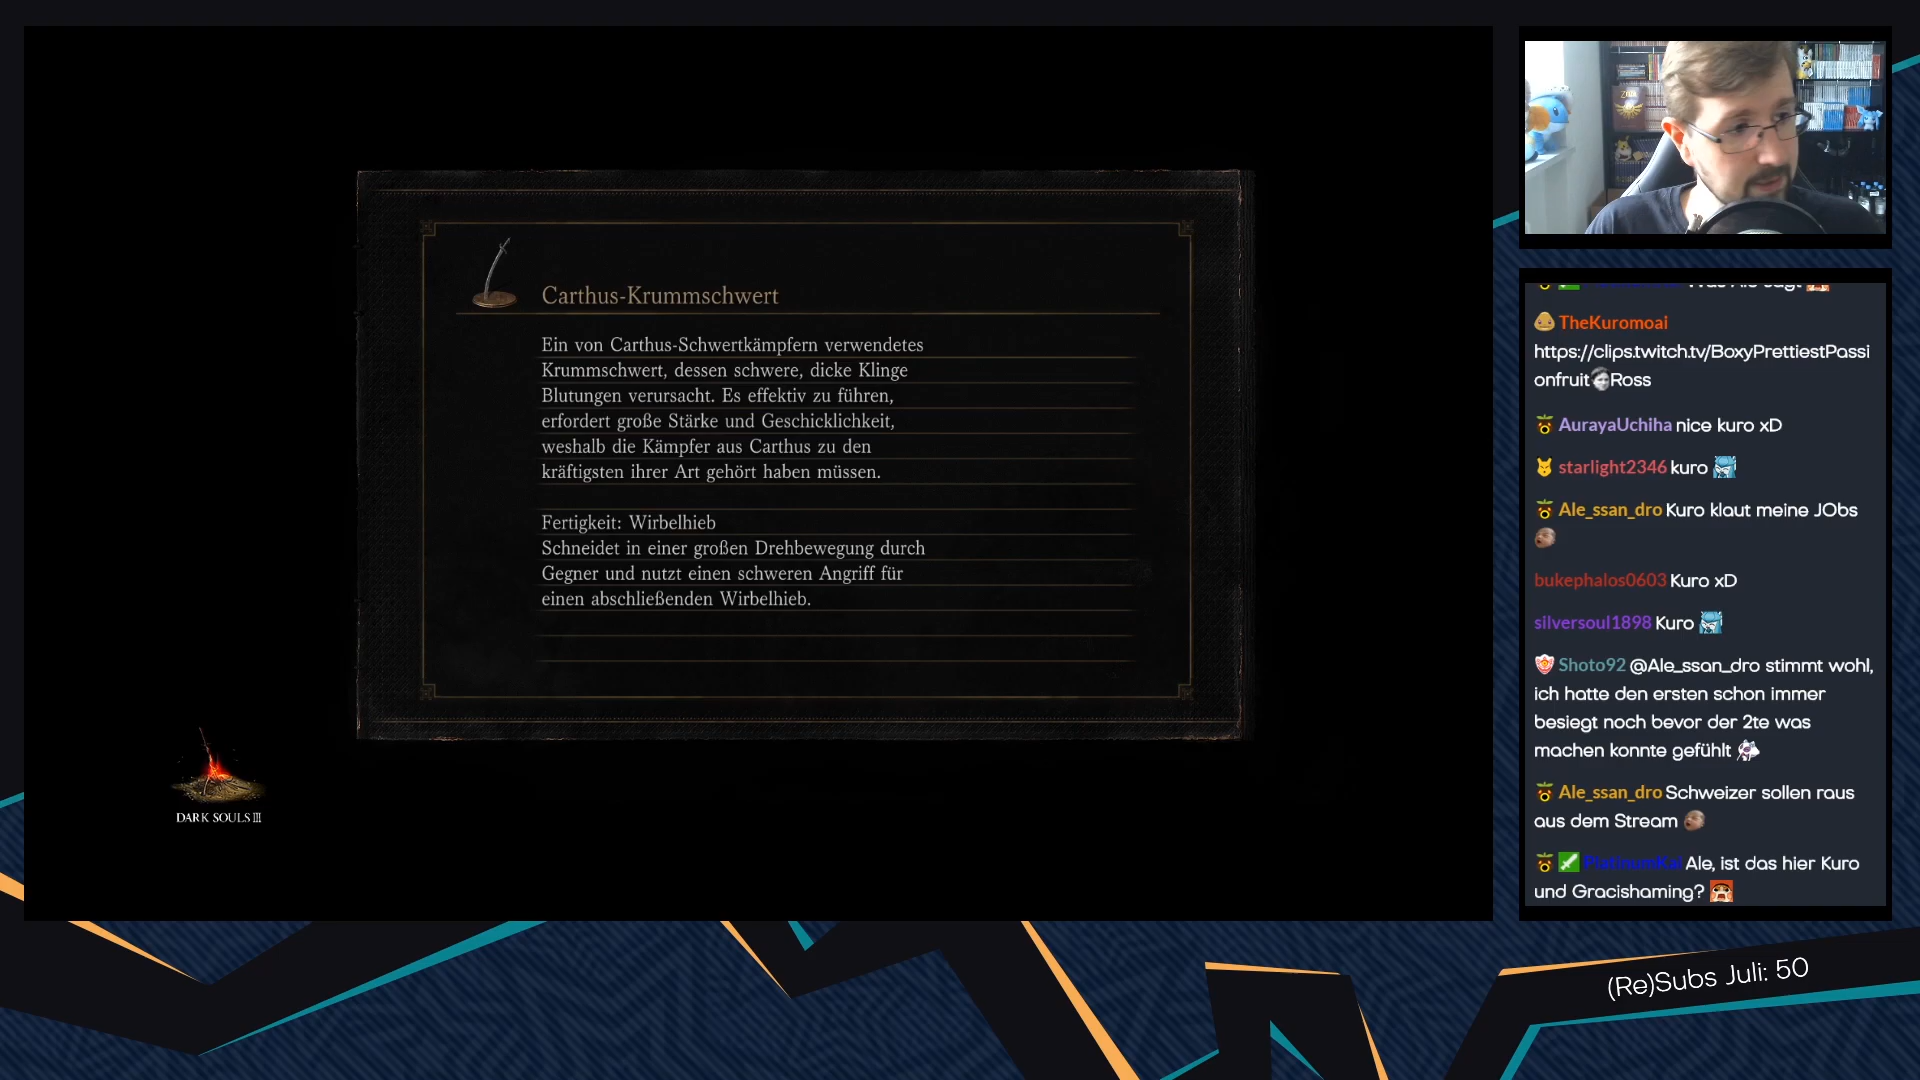 Carthus-Krummschwert
Ein von Carthus-Schwertkämpfern verwendetes
Krummschwert, dessen schwere, dicke Klinge
Blutungen verursacht. Es effektiv zu führen,
erfordert große Stärke und Geschicklichkeit,
weshalb die Kämpfer aus Carthus zu den
kräftigsten ihrer Art gehört haben müssen.
Fertigkeit: Wirbelhieb
Schneidet in einer großen Drehbewegung durch
Gegner und nutzt einen schweren Angriff für
einen abschließenden Wirbelhieb.
DARK SOULS III
TheKuromoai
https://clips.twitch.tv/BoxyPrettiestPassi
onfruit Ross
AurayaUchiha nice kuro xD
starlight2346 kuro
Ale_ssan_dro Kuro klaut meine JObs
bukephalos0603 Kuro xD
silversoul1898 Kuro
Shoto92 @Ale_ssan_dro stimmt wohl,
ich hatte den ersten schon immer
besiegt noch bevor der 2te was
machen konnte gefühlt
Ale_ssan_dro Schweizer sollen raus
aus dem Stream
PlatinumKai Ale, ist das hier Kuro
und Gracishaming?
(Re)Subs Juli: 50